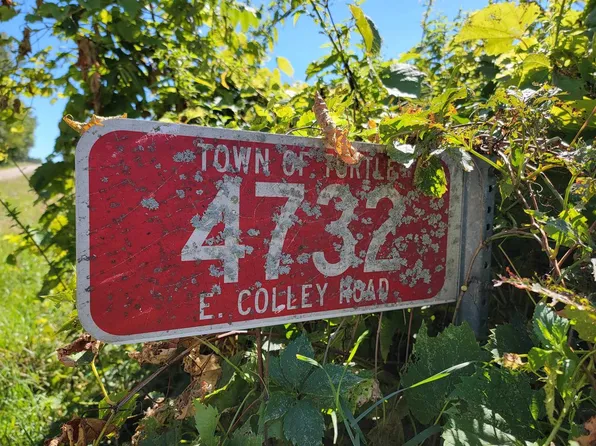 TOWN OF TURTLE
4732
E. COLLEY ROAD